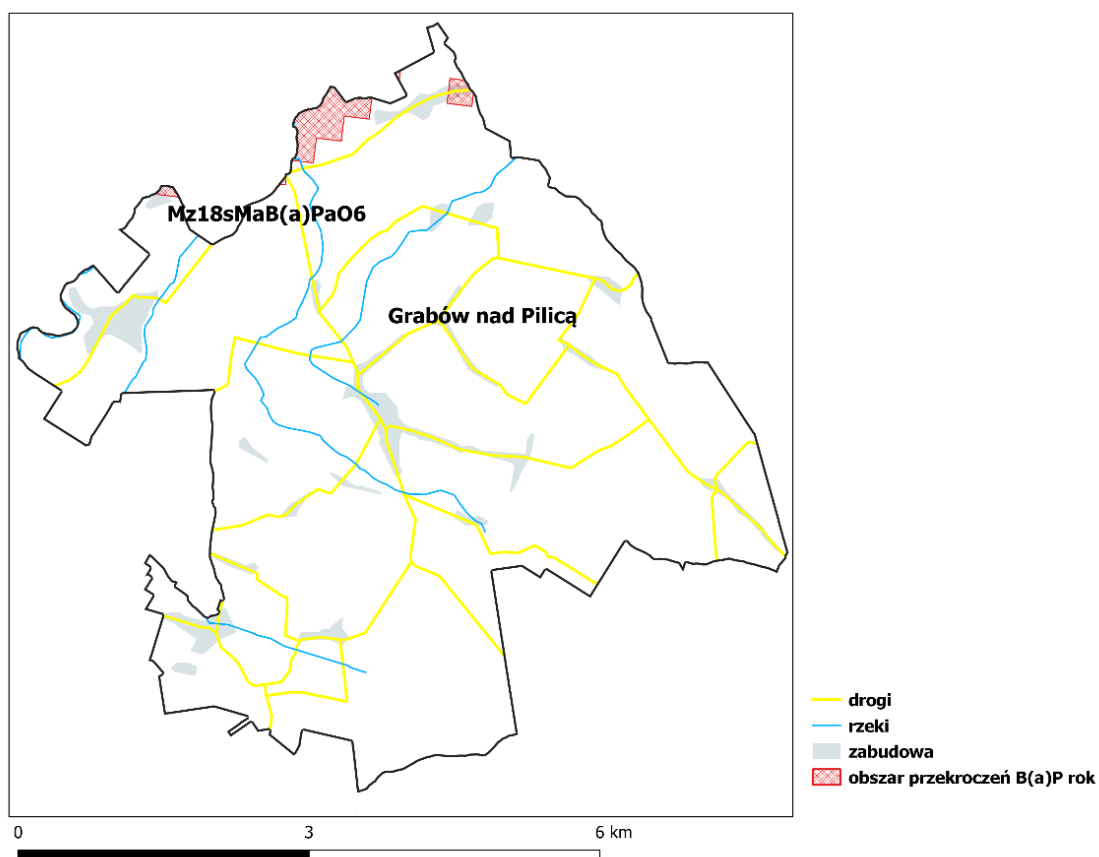 Mz18sMaB(a)PaO6
Grabów nad Pilicą
drogi
rzeki
zabudowa
obszar przekroczeń B(a)P rok
0 3 6 km